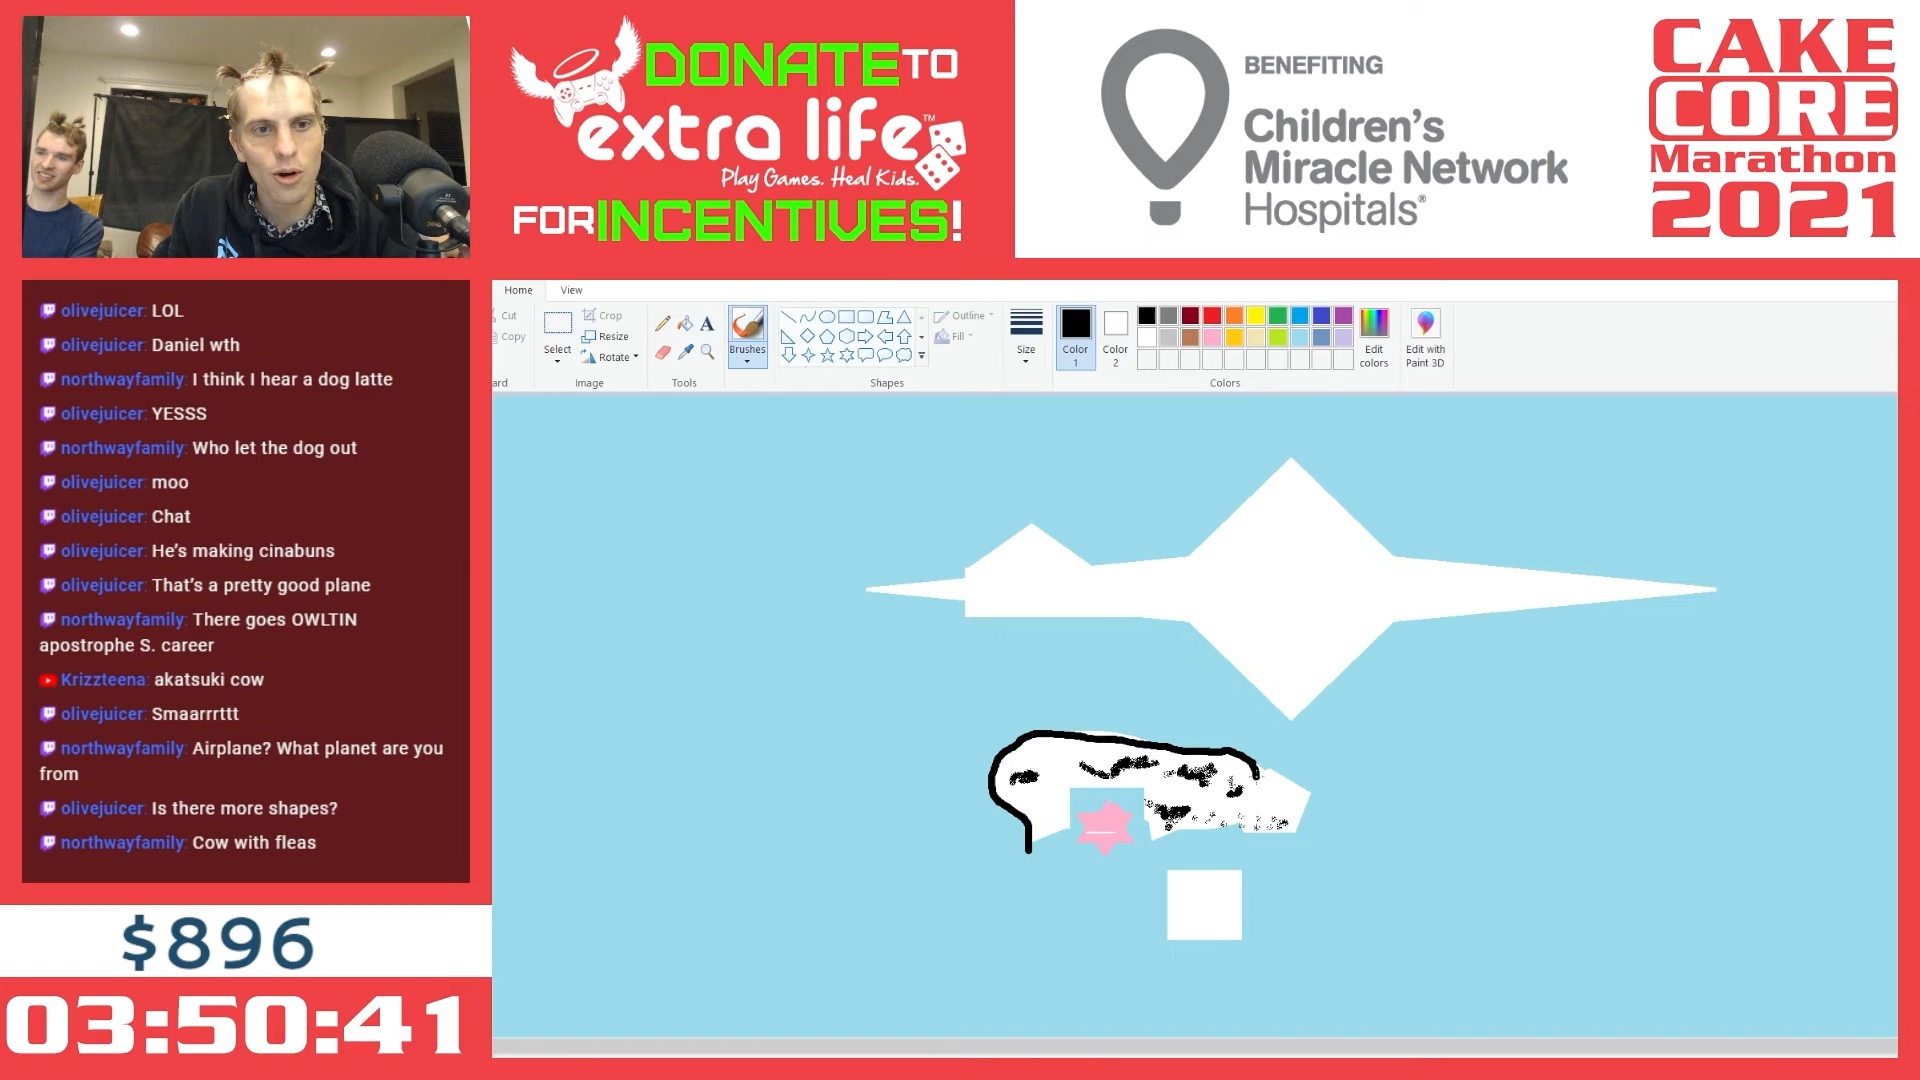 DONATE TO
extra life™
Play Games. Heal Kids.
FOR INCENTIVES!
BENEFITING
Children's
Miracle Network
Hospitals®
CAKE
CORE
Marathon
2021
olivejuicer: LOL
olivejuicer: Daniel wth
northwayfamily: I think I hear a dog latte
olivejuicer: YESSS
northwayfamily: Who let the dog out
olivejuicer: moo
olivejuicer: Chat
olivejuicer: He's making cinabuns
olivejuicer: That's a pretty good plane
northwayfamily: There goes OWLTIN
apostrophe S. career
Krizzteena: akatsuki cow
olivejuicer: Smaarrrttt
northwayfamily: Airplane? What planet are you
from
olivejuicer: Is there more shapes?
northwayfamily: Cow with fleas
$896
03:50:41
Home View
Cut
Copy
ard
Select
Crop
Resize
Rotate
Image
A
Tools
Brushes
Outline
Fill
Shapes
Size
Color
1
Color
2
Edit
colors
Edit with
Paint 3D
Colors